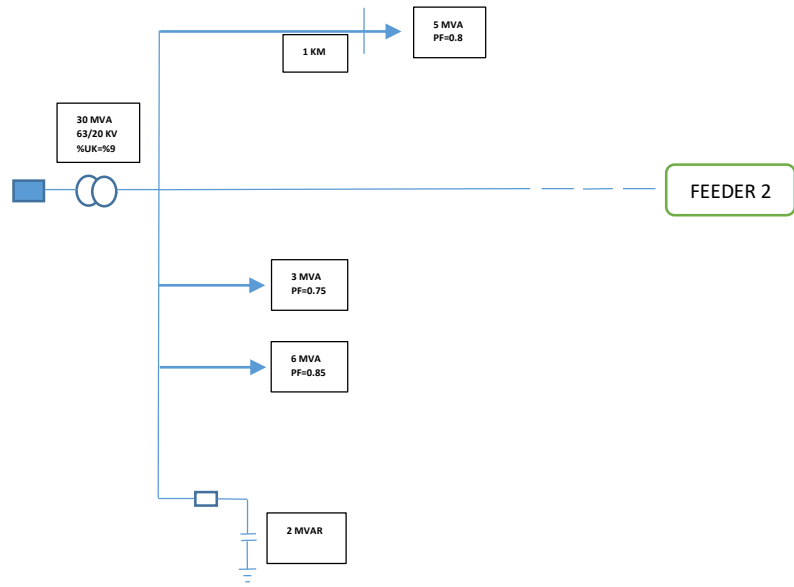 5 MVA
PF=0.8
1 KM
30 MVA
63/20 KV
%UK=%9
FEEDER 2
3 MVA
PF=0.75
6 MVA
PF=0.85
2 MVAR